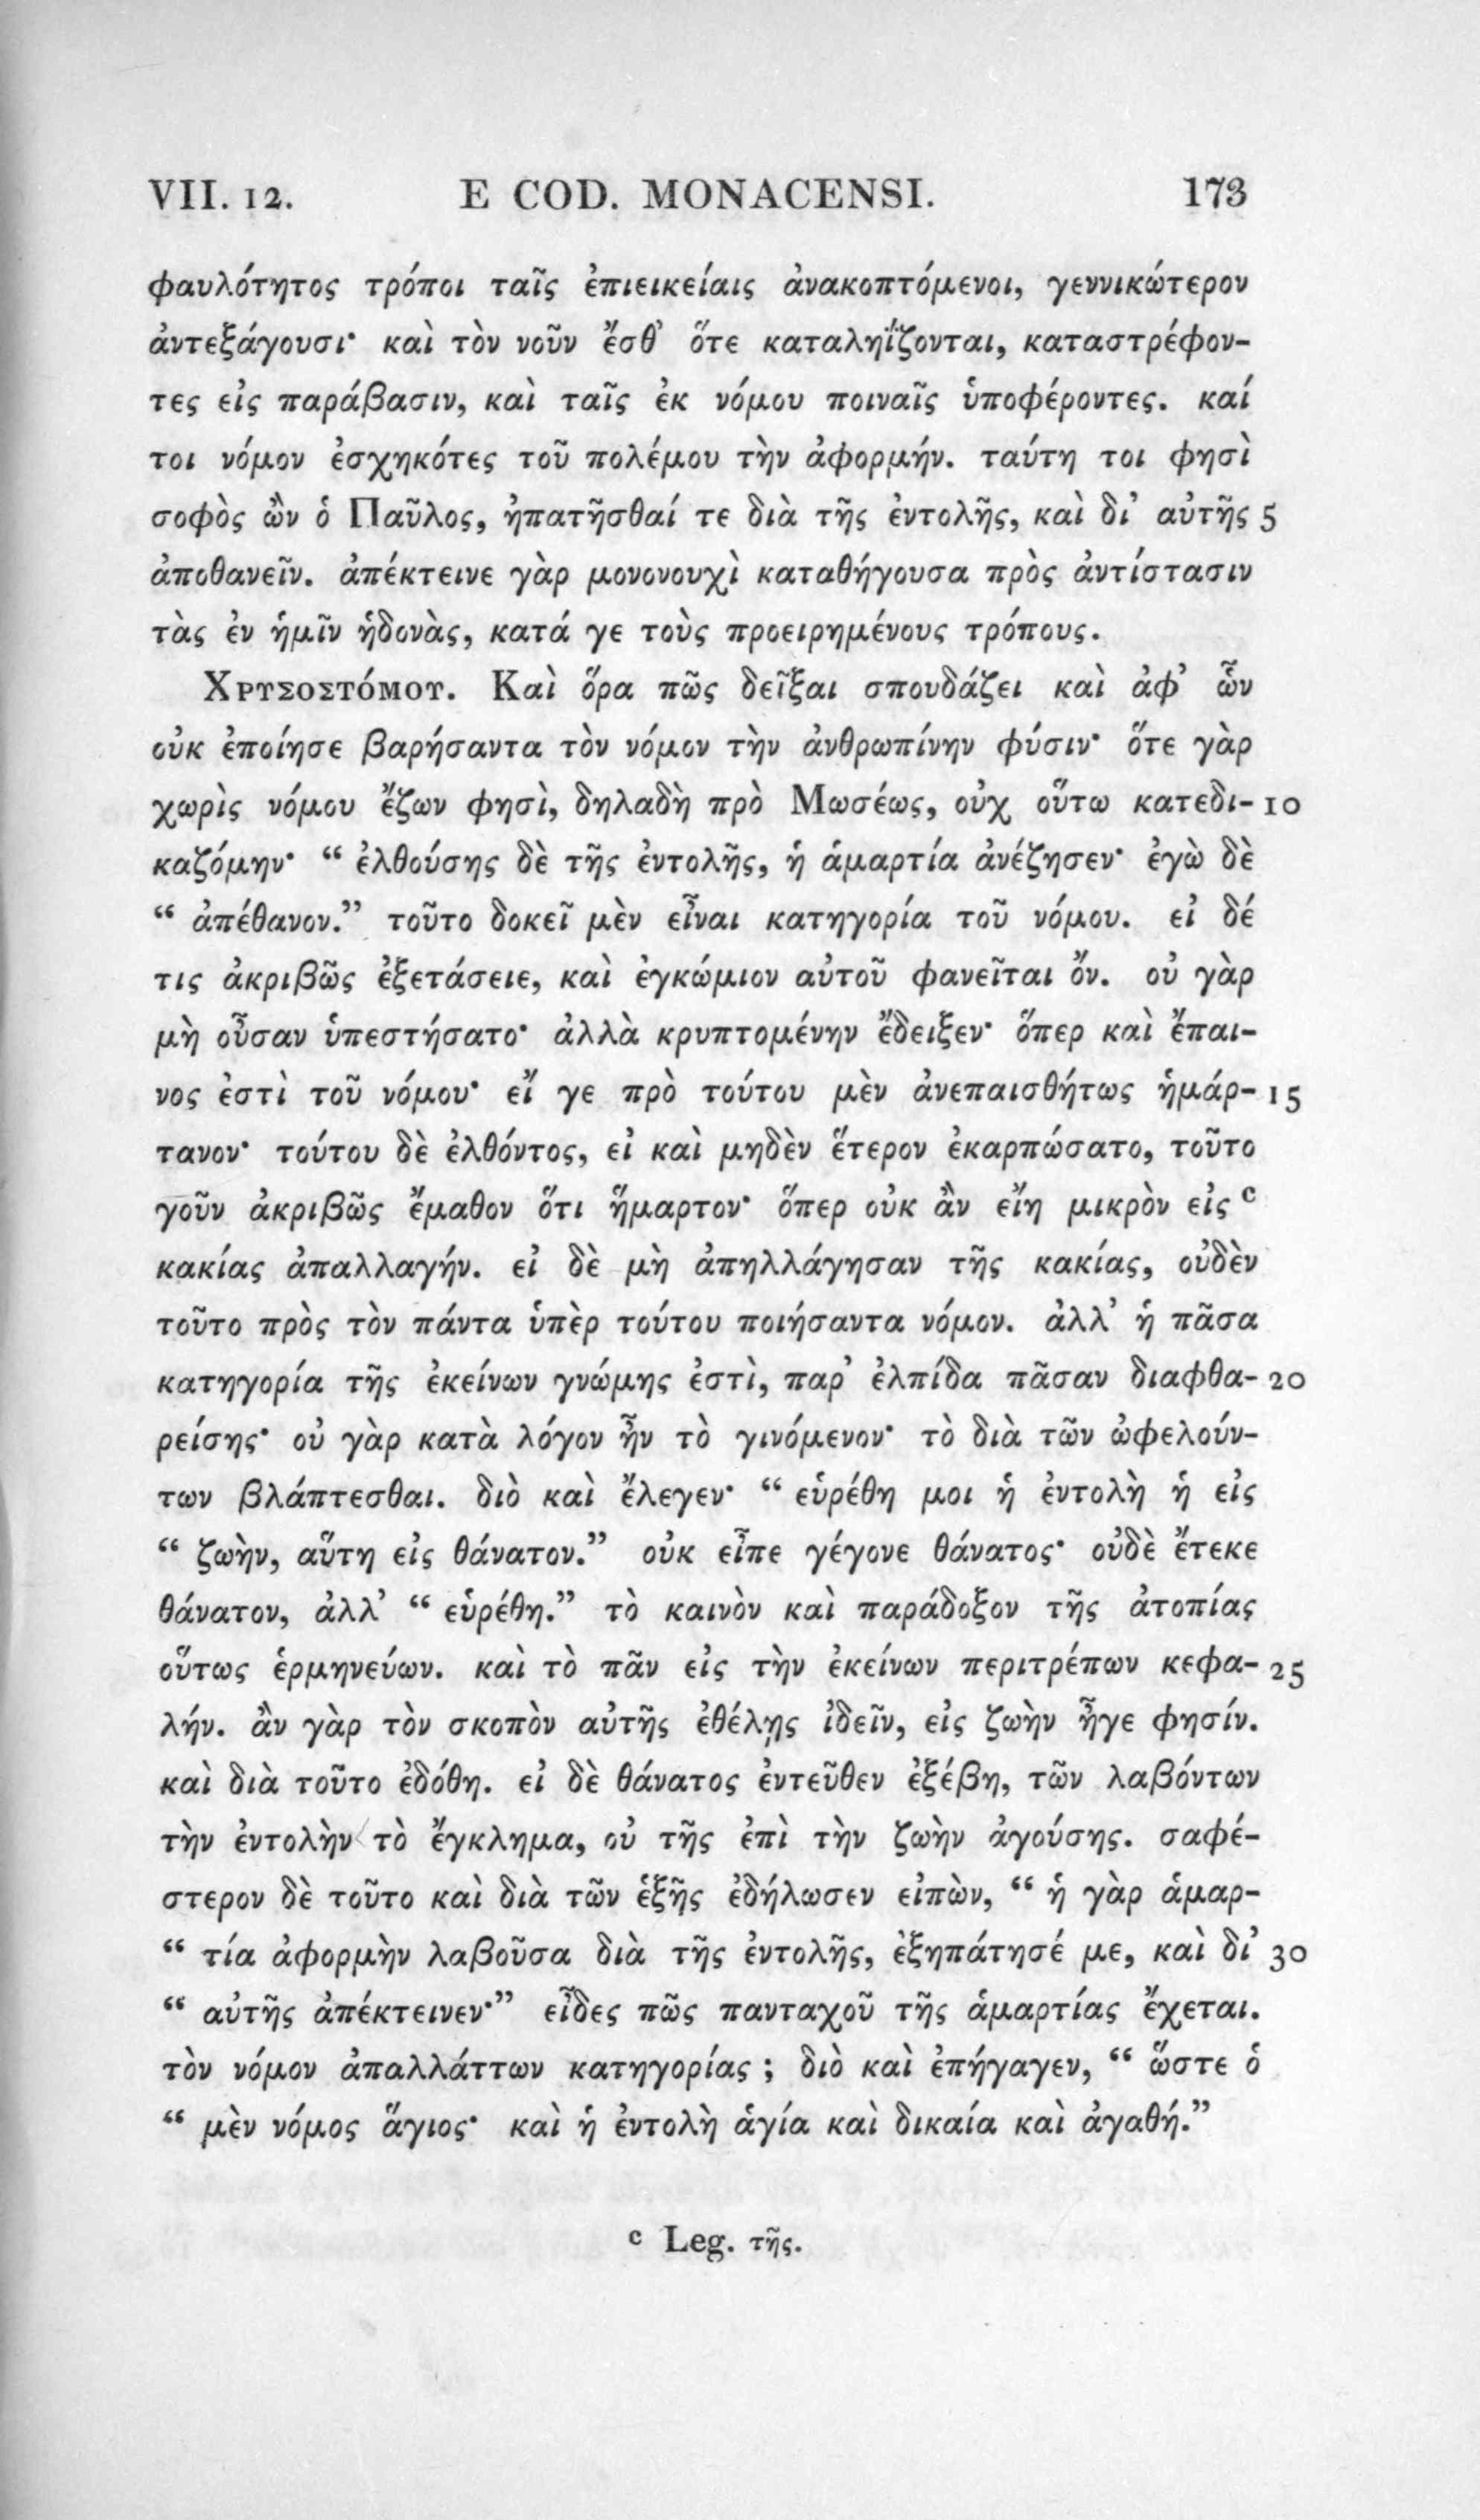 VII. 12. E COD. MONACENSI. 173
φαυλότητος τρόποι ταῖς ἐπιεικείαις ἀνακοπτόμενοι, γεννικώτερον
ἀντεξάγουσι· καὶ τὸν νοῦν ἔσθ' ὅτε καταληΐζονται, καταστρέφον-
τες εἰς παράβασιν, καὶ ταῖς ἐκ νόμου ποιναῖς ὑποφέροντες. καί
τοι νόμον ἐσχηκότες τοῦ πολέμου τὴν ἀφορμήν. ταύτη τοι φησὶ
σοφὸς ὢν ὁ Παῦλος, ἠπατῆσθαί τε διὰ τῆς ἐντολῆς, καὶ δι' αὐτῆς 5
ἀποθανεῖν. ἀπέκτεινε γὰρ μονονουχὶ καταθήγουσα πρὸς ἀντίστασιν
τὰς ἐν ἡμῖν ἡδονὰς, κατά γε τοὺς προειρημένους τρόπους.
Χρυσοστόμου. Καὶ ὅρα πῶς δεῖξαι σπουδάζει καὶ ἀφ' ὧν
οὐκ ἐποίησε βαρήσαντα τὸν νόμον τὴν ἀνθρωπίνην φύσιν· ὅτε γὰρ
χωρὶς νόμου ἔζων φησὶ, δηλαδὴ πρὸ Μωσέως, οὐχ οὕτω κατεδι- 10
καζόμην· “ ἐλθούσης δὲ τῆς ἐντολῆς, ἡ ἁμαρτία ἀνέζησεν· ἐγὼ δὲ
“ ἀπέθανον.” τοῦτο δοκεῖ μὲν εἶναι κατηγορία τοῦ νόμου. εἰ δέ
τις ἀκριβῶς ἐξετάσειε, καὶ ἐγκώμιον αὐτοῦ φανεῖται ὄν. οὐ γὰρ
μὴ οὖσαν ὑπεστήσατο· ἀλλὰ κρυπτομένην ἔδειξεν· ὅπερ καὶ ἔπαι-
νος ἐστὶ τοῦ νόμου· εἴ γε πρὸ τούτου μὲν ἀνεπαισθήτως ἡμάρ- 15
τανον· τούτου δὲ ἐλθόντος, εἰ καὶ μηδὲν ἕτερον ἐκαρπώσατο, τοῦτο
γοῦν ἀκριβῶς ἔμαθον ὅτι ἥμαρτον· ὅπερ οὐκ ἂν εἴη μικρὸν εἰς c
κακίας ἀπαλλαγήν. εἰ δὲ μὴ ἀπηλλάγησαν τῆς κακίας, οὐδὲν
τοῦτο πρὸς τὸν πάντα ὑπὲρ τούτου ποιήσαντα νόμον. ἀλλ' ἡ πᾶσα
κατηγορία τῆς ἐκείνων γνώμης ἐστὶ, παρ' ἐλπίδα πᾶσαν διαφθα- 20
ρείσης· οὐ γὰρ κατὰ λόγον ἦν τὸ γινόμενον· τὸ διὰ τῶν ὠφελούν-
των βλάπτεσθαι. διὸ καὶ ἔλεγεν· “ εὑρέθη μοι ἡ ἐντολὴ ἡ εἰς
“ ζωὴν, αὕτη εἰς θάνατον.” οὐκ εἶπε γέγονε θάνατος· οὐδὲ ἔτεκε
θάνατον, ἀλλ' “ εὑρέθη.” τὸ καινὸν καὶ παράδοξον τῆς ἀτοπίας
οὕτως ἑρμηνεύων. καὶ τὸ πᾶν εἰς τὴν ἐκείνων περιτρέπων κεφα- 25
λήν. ἂν γὰρ τὸν σκοπὸν αὐτῆς ἐθέλῃς ἰδεῖν, εἰς ζωὴν ἦγε φησίν.
καὶ διὰ τοῦτο ἐδόθη. εἰ δὲ θάνατος ἐντεῦθεν ἐξέβη, τῶν λαβόντων
τὴν ἐντολὴν τὸ ἔγκλημα, οὐ τῆς ἐπὶ τὴν ζωὴν ἀγούσης. σαφέ-
στερον δὲ τοῦτο καὶ διὰ τῶν ἑξῆς ἐδήλωσεν εἰπὼν, “ ἡ γὰρ ἁμαρ-
“ τία ἀφορμὴν λαβοῦσα διὰ τῆς ἐντολῆς, ἐξηπάτησέ με, καὶ δι' 30
“ αὐτῆς ἀπέκτεινεν·” εἶδες πῶς πανταχοῦ τῆς ἁμαρτίας ἔχεται.
τὸν νόμον ἀπαλλάττων κατηγορίας ; διὸ καὶ ἐπήγαγεν, “ ὥστε ὁ
“ μὲν νόμος ἅγιος· καὶ ἡ ἐντολὴ ἁγία καὶ δικαία καὶ ἀγαθή.”
c Leg. τῆς.